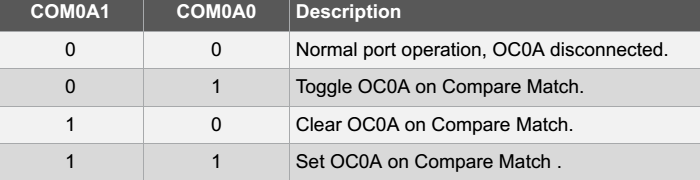 COM0A1 COM0A0 Description
0 0 Normal port operation, OC0A disconnected.
0 1 Toggle OC0A on Compare Match.
1 0 Clear OC0A on Compare Match.
1 1 Set OC0A on Compare Match .